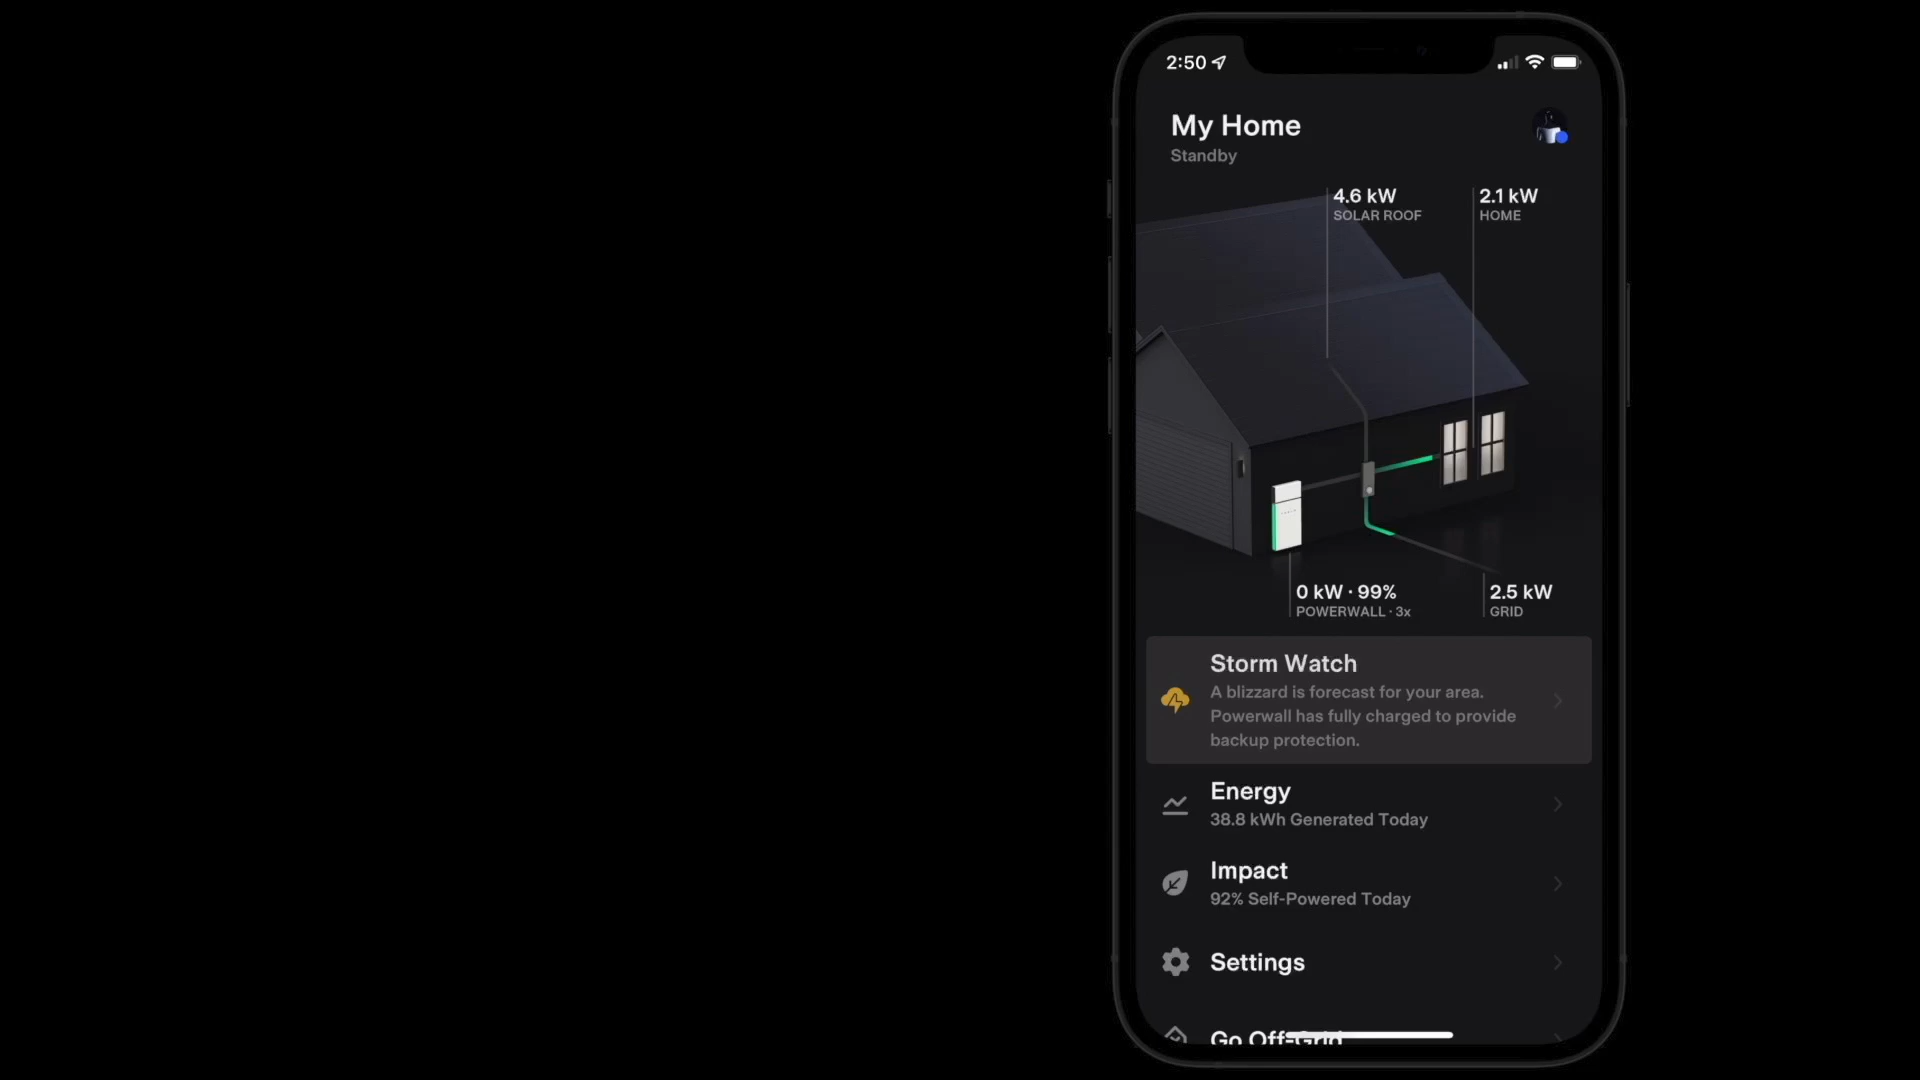 2:50
My Home
Standby
4.6 kW
SOLAR ROOF
2.1 kW
HOME
0 kW · 99%
POWERWALL · 3x
2.5 kW
GRID
Storm Watch
A blizzard is forecast for your area.
Powerwall has fully charged to provide
backup protection.
Energy
38.8 kWh Generated Today
Impact
92% Self-Powered Today
Settings
Go Off-Grid